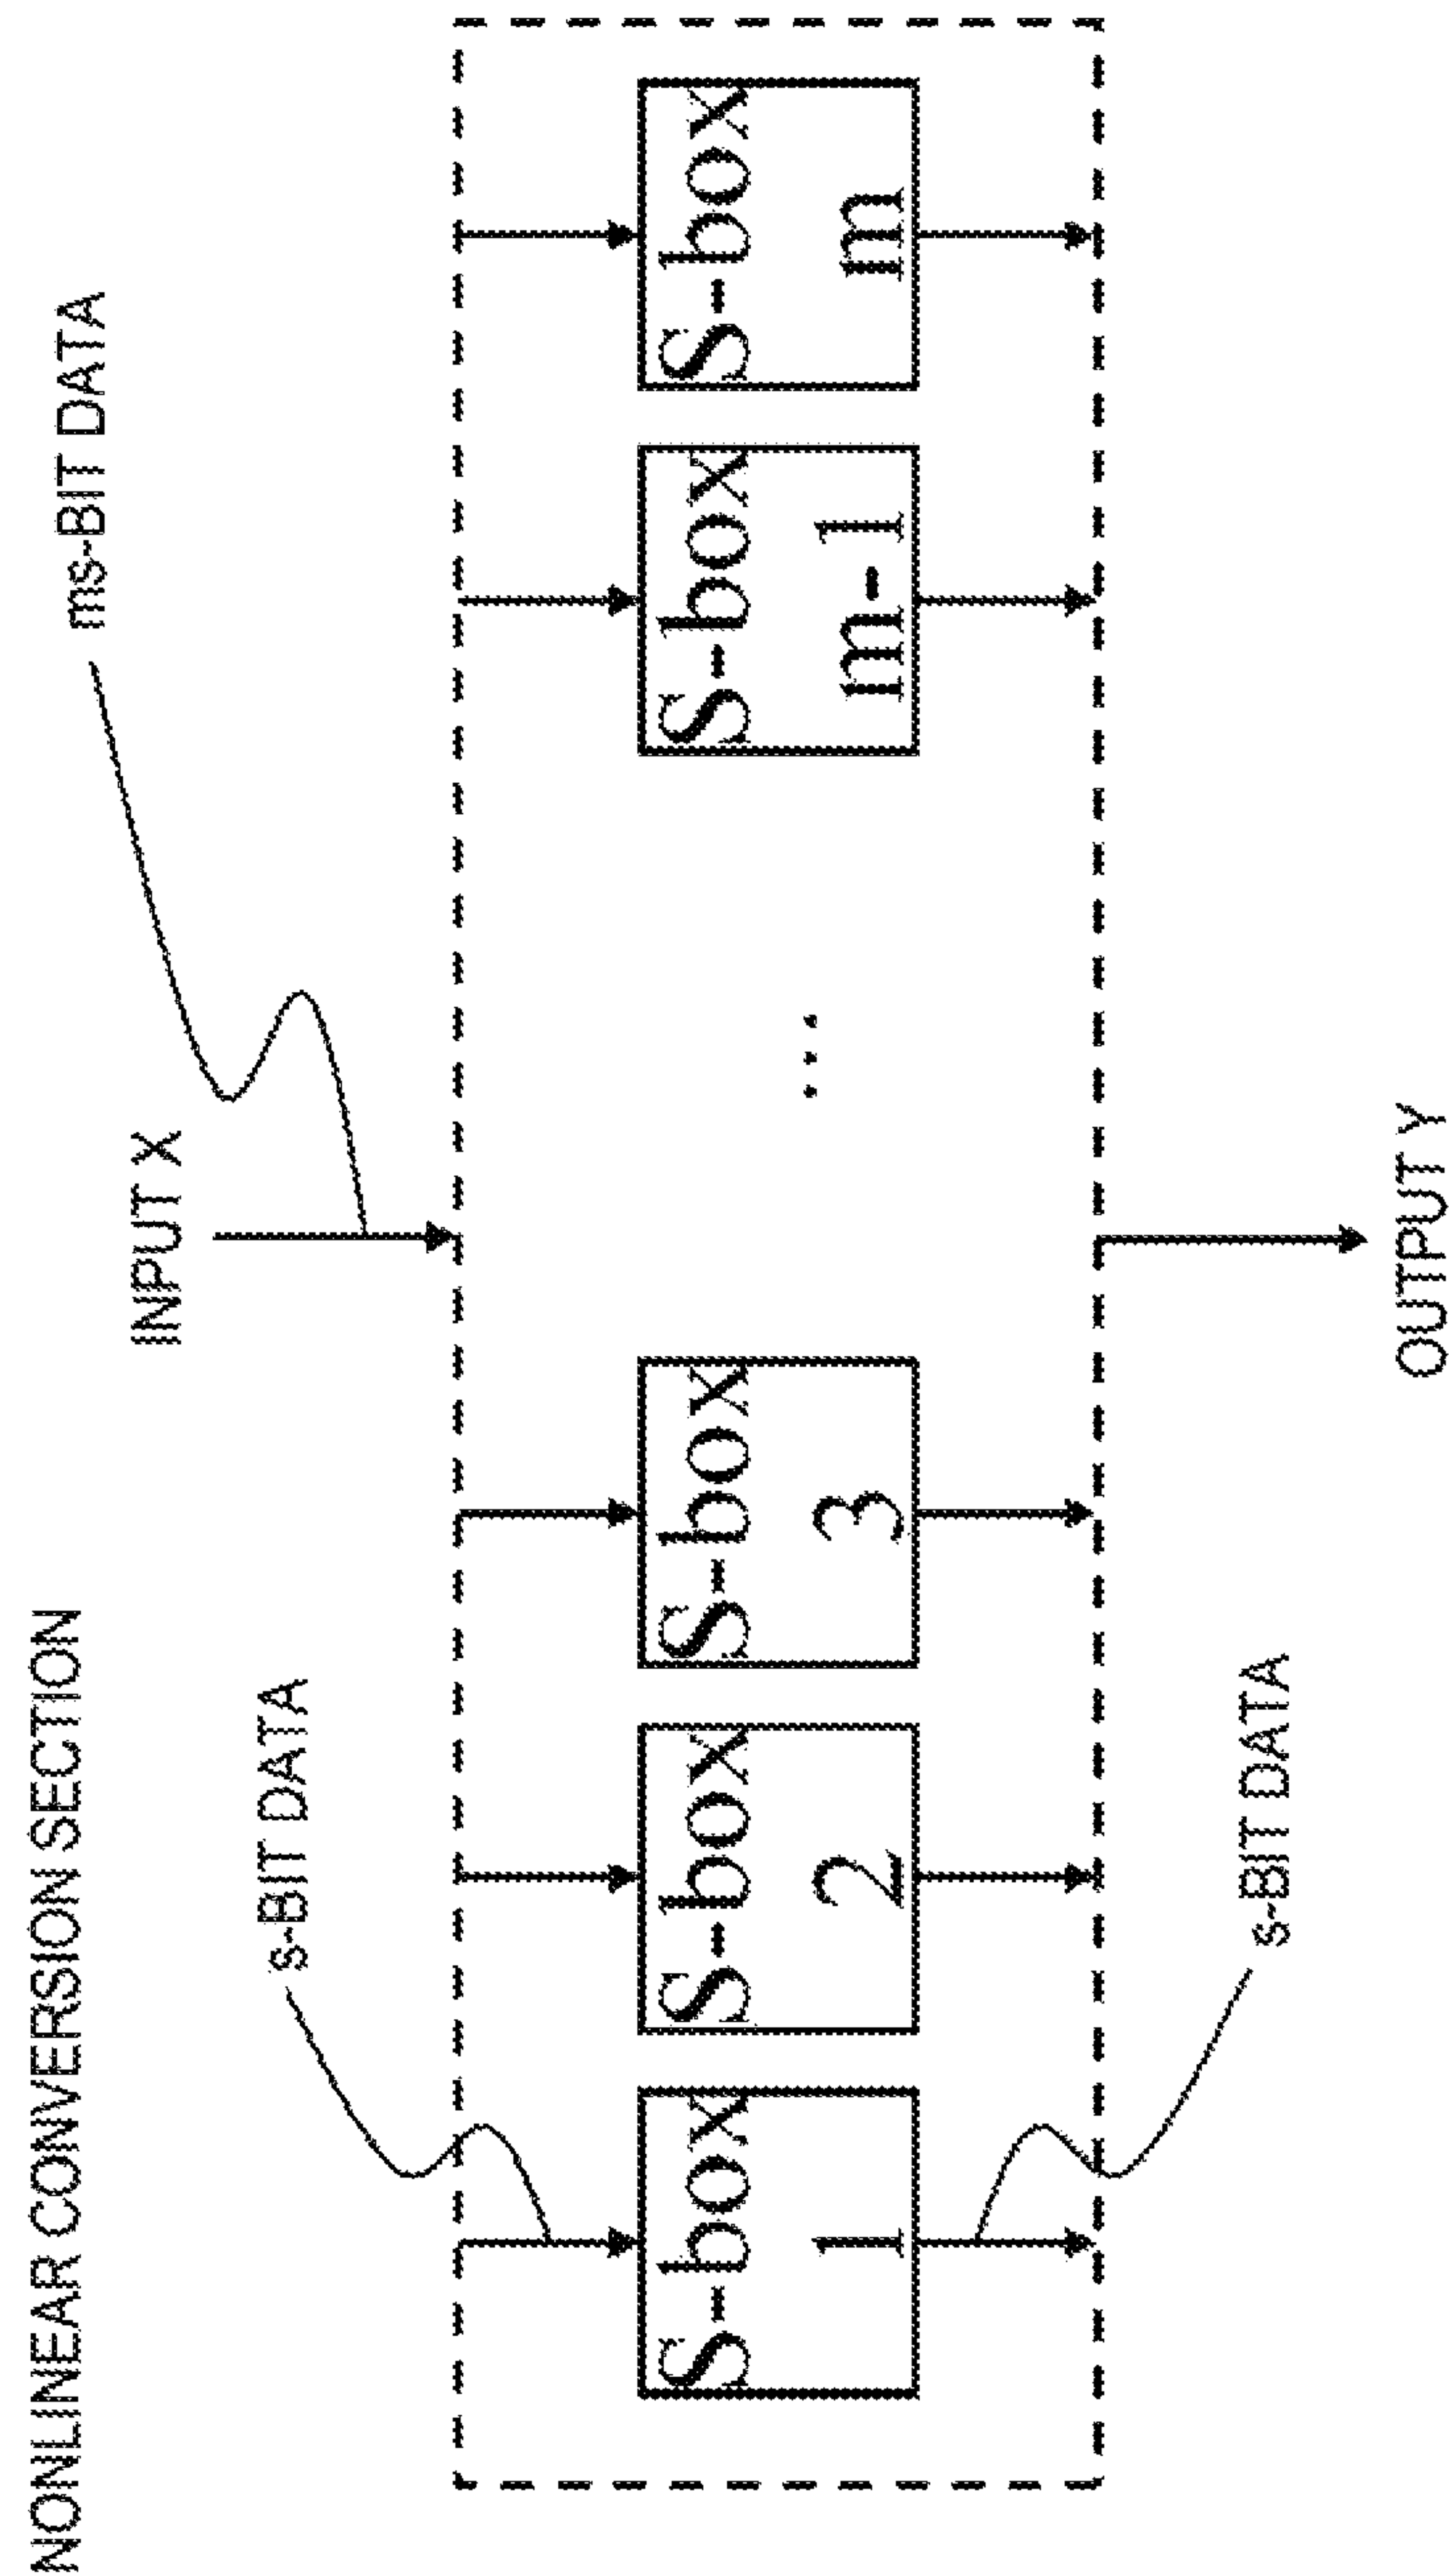 NONLINEAR CONVERSION SECTION
ms-BIT DATA
INPUT X
s-BIT DATA
S-box
1
S-box
2
S-box
3
...
S-box
m-1
S-box
m
s-BIT DATA
OUTPUT Y